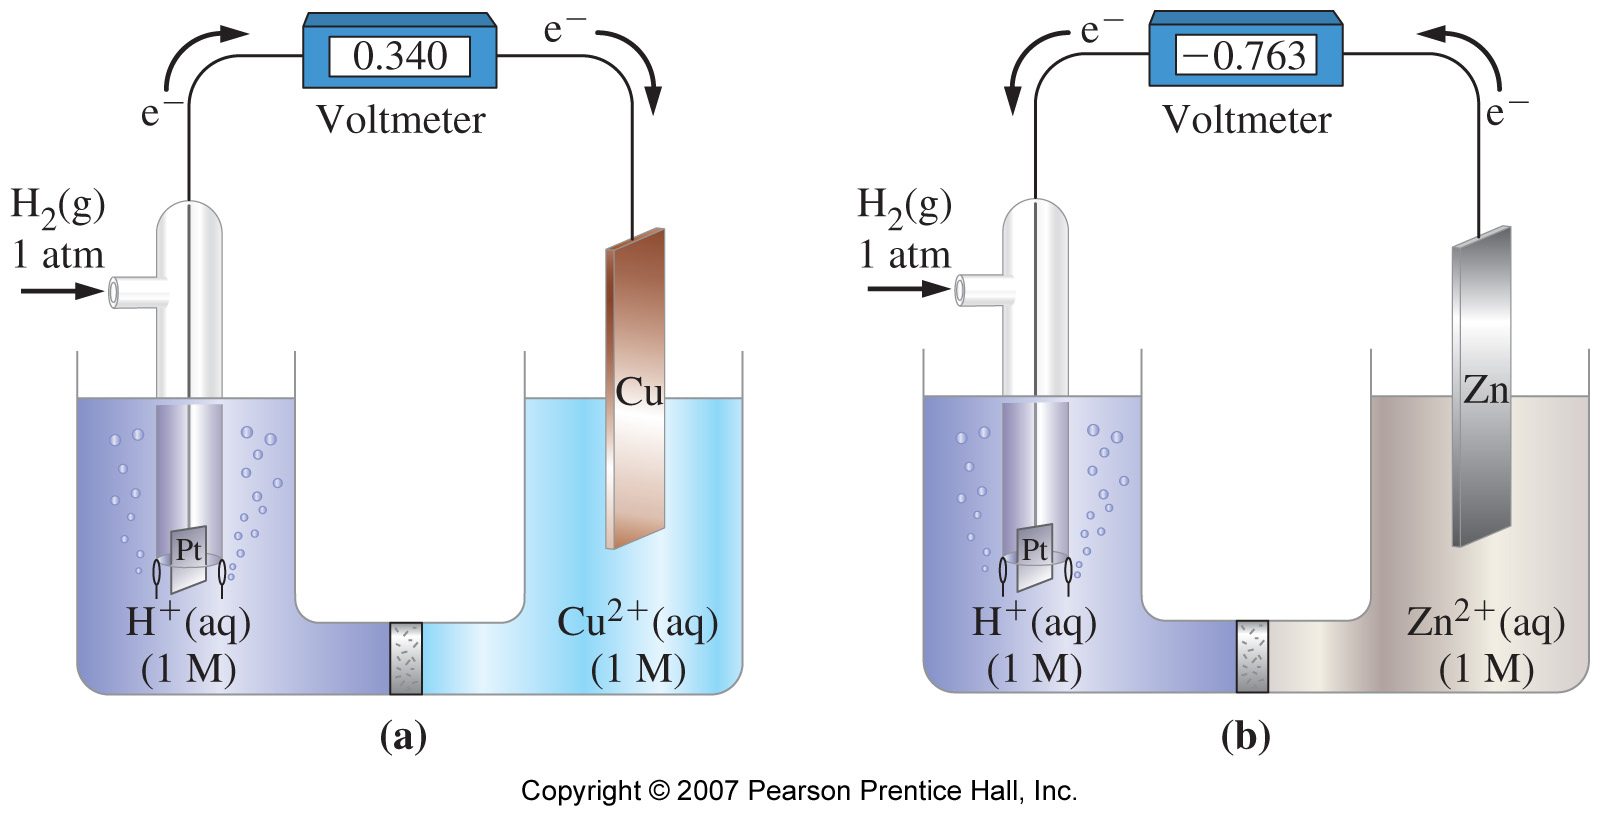 e⁻
0.340
e⁻
Voltmeter
H₂(g)
1 atm
Cu
Pt
H⁺(aq)
(1 M)
Cu²⁺(aq)
(1 M)
(a)
e⁻
−0.763
e⁻
Voltmeter
H₂(g)
1 atm
Zn
Pt
H⁺(aq)
(1 M)
Zn²⁺(aq)
(1 M)
(b)
Copyright © 2007 Pearson Prentice Hall, Inc.